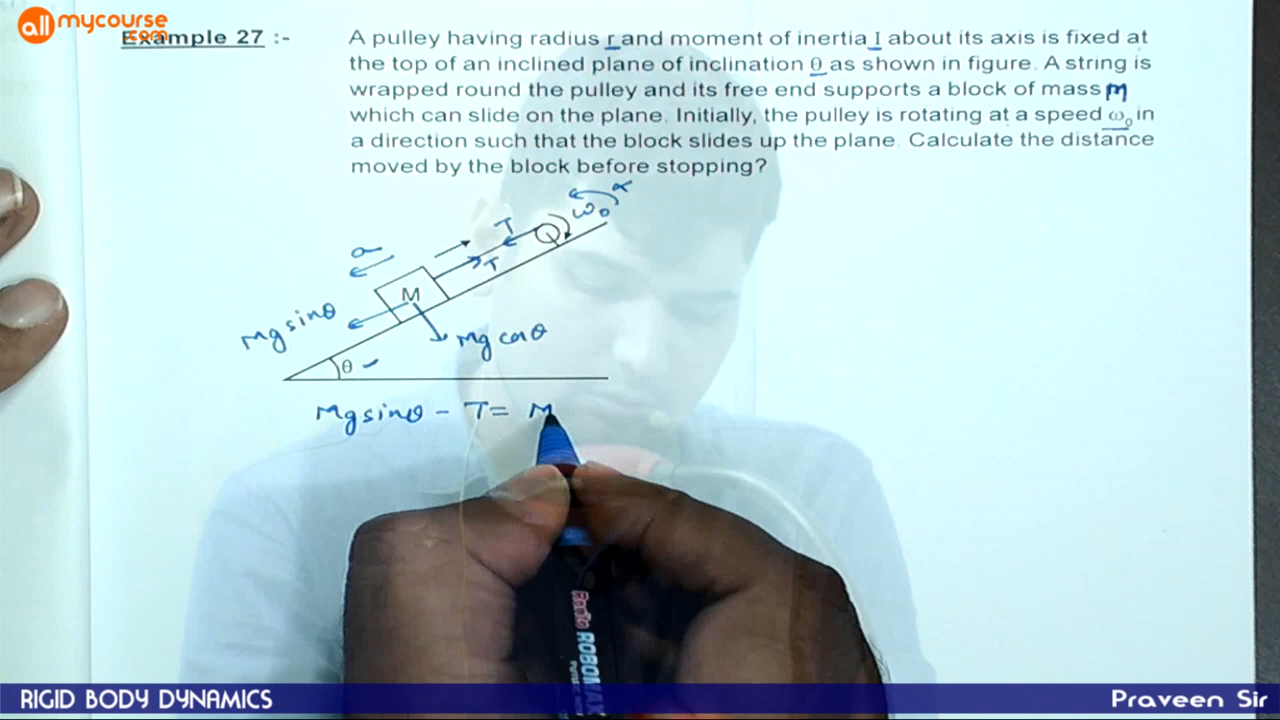 all mycourse
.com
Example 27 :- A pulley having radius r and moment of inertia I about its axis is fixed at
the top of an inclined plane of inclination θ as shown in figure. A string is
wrapped round the pulley and its free end supports a block of mass M
which can slide on the plane. Initially, the pulley is rotating at a speed ω₀ in
a direction such that the block slides up the plane. Calculate the distance
moved by the block before stopping?
α
ω₀
T
a
T
M
Mg sinθ
Mg cosθ
θ
Mg sinθ - T = M
ROBOMAX
RIGID BODY DYNAMICS
Praveen Sir